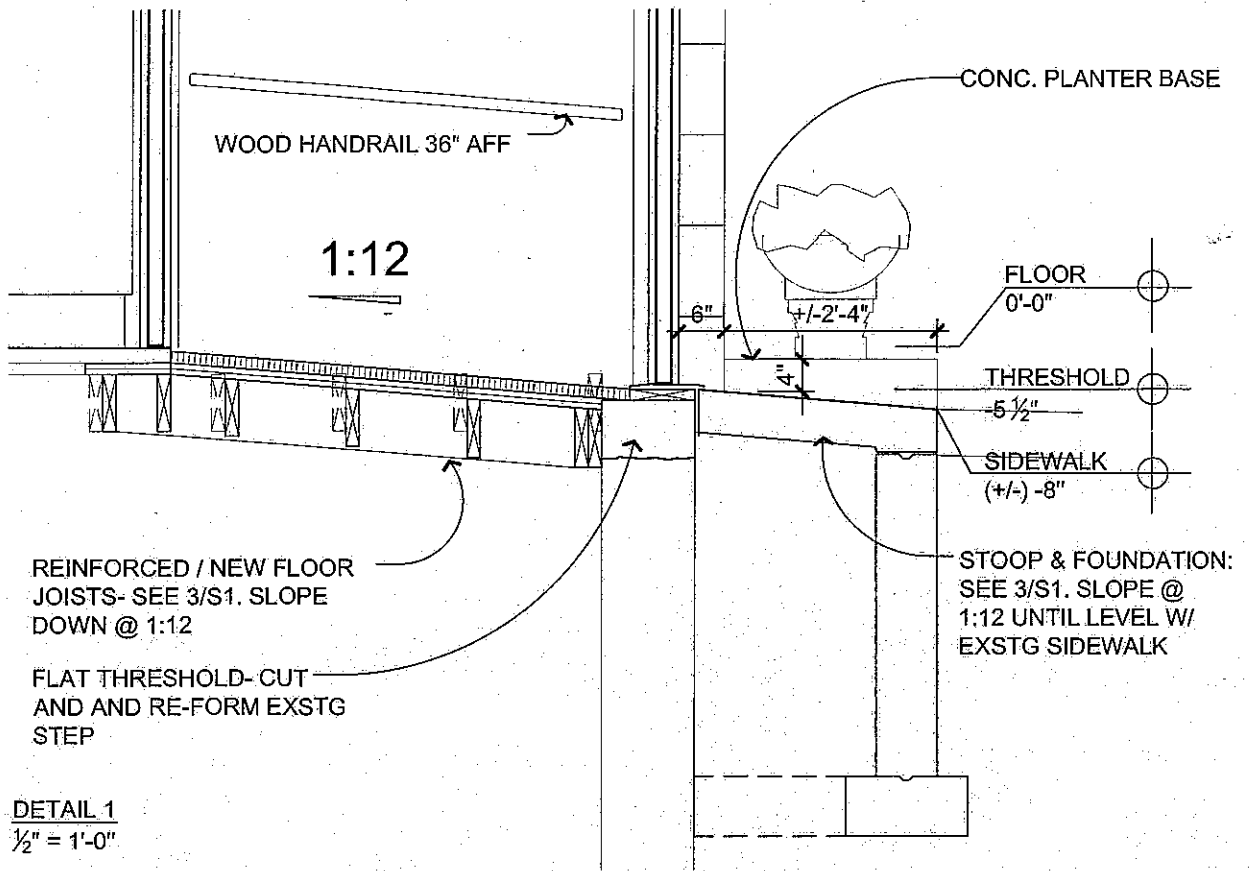 CONC. PLANTER BASE
WOOD HANDRAIL 36" AFF
1:12
FLOOR
0'-0"
6"
+/-2'-4"
4"
THRESHOLD
-5 ½"
SIDEWALK
(+/-) -8"
REINFORCED / NEW FLOOR
JOISTS- SEE 3/S1. SLOPE
DOWN @ 1:12
STOOP & FOUNDATION:
SEE 3/S1. SLOPE @
1:12 UNTIL LEVEL W/
EXSTG SIDEWALK
FLAT THRESHOLD- CUT
AND AND RE-FORM EXSTG
STEP
DETAIL 1
½" = 1'-0"